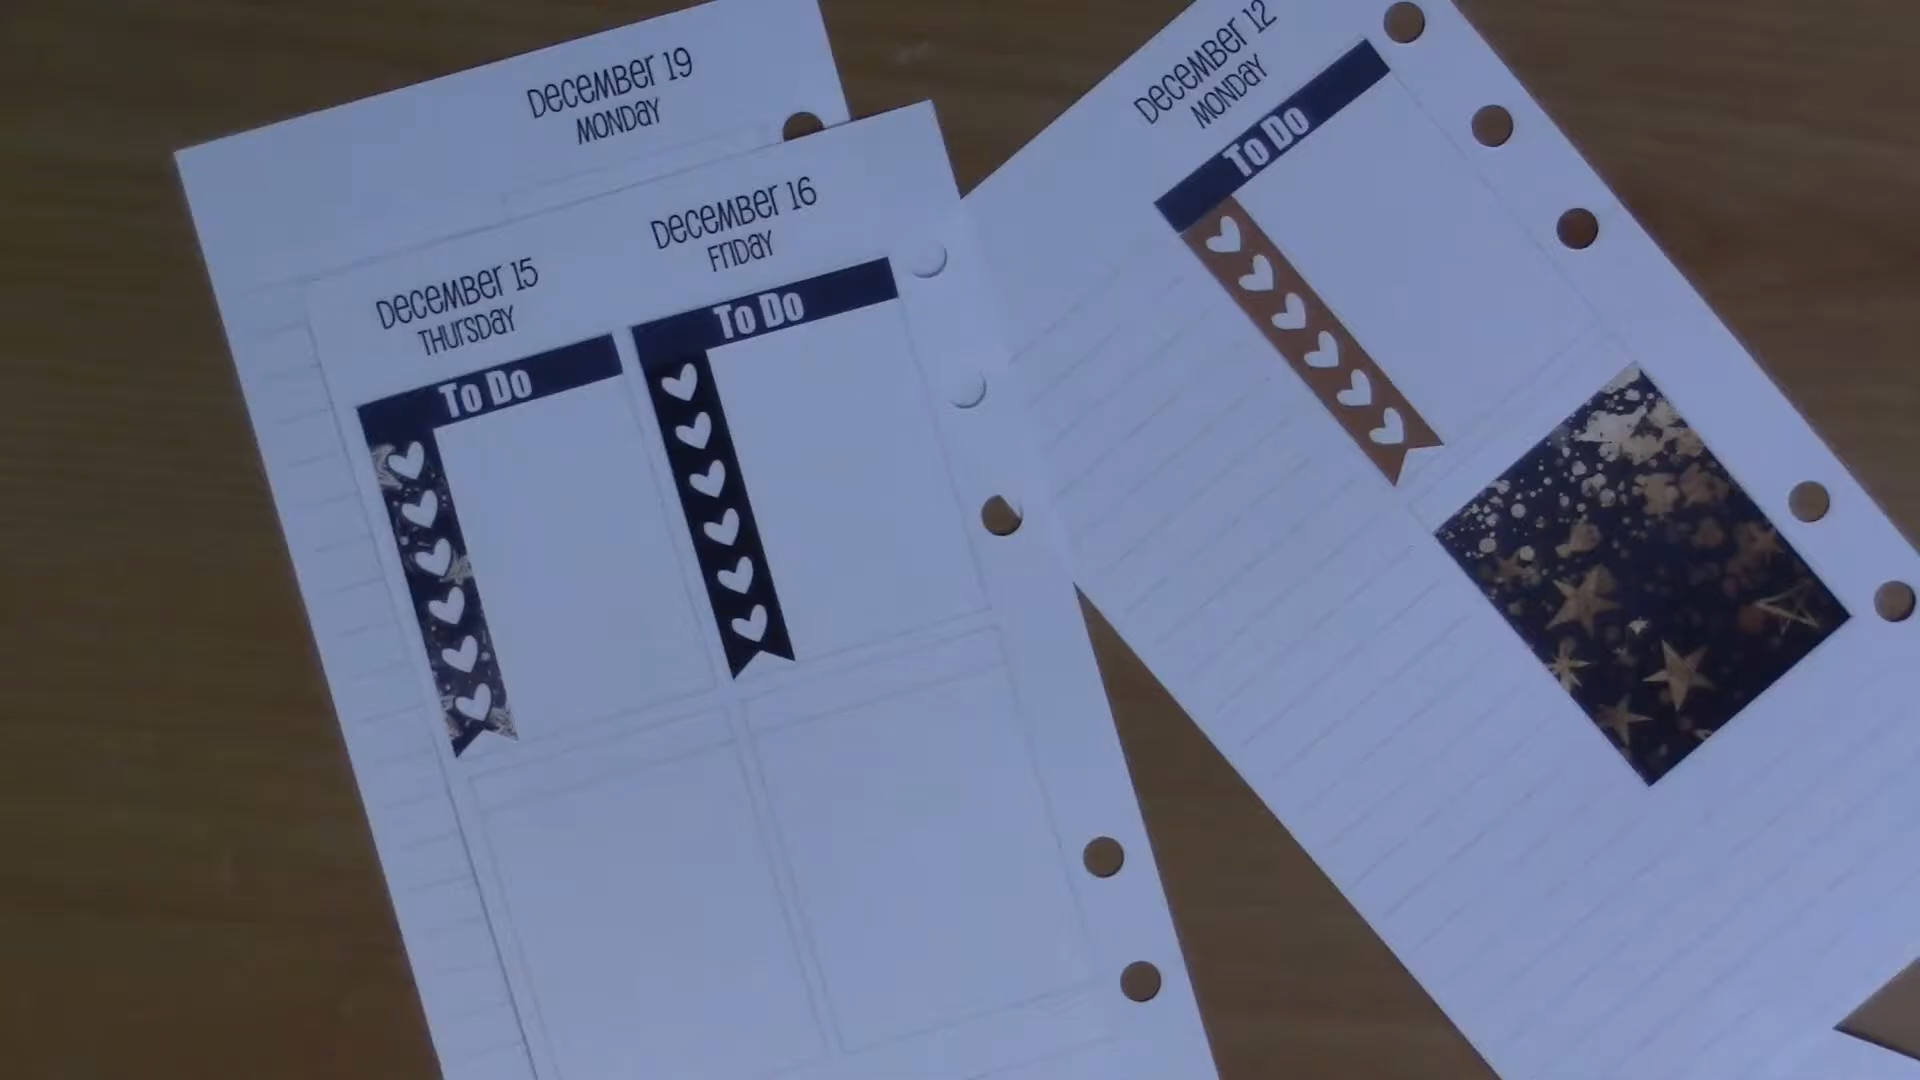 December 19
Monday
December 15
Thursday
To Do
December 16
Friday
To Do
December 12
Monday
To Do